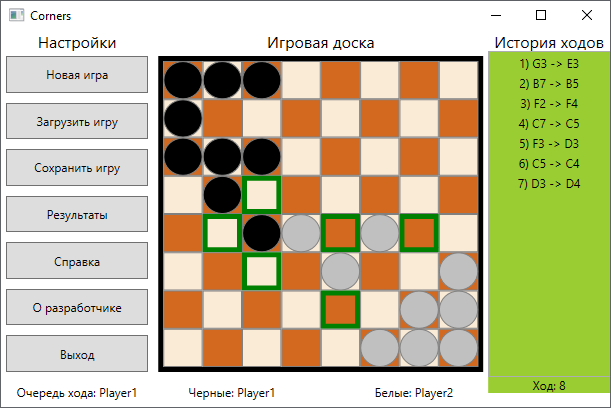 Corners
Настройки
Игровая доска
История ходов
Новая игра
Загрузить игру
Сохранить игру
Результаты
Справка
О разработчике
Выход
1) G3 -> E3
2) B7 -> B5
3) F2 -> F4
4) C7 -> C5
5) F3 -> D3
6) C5 -> C4
7) D3 -> D4
Ход: 8
Очередь хода: Player1
Черные: Player1
Белые: Player2